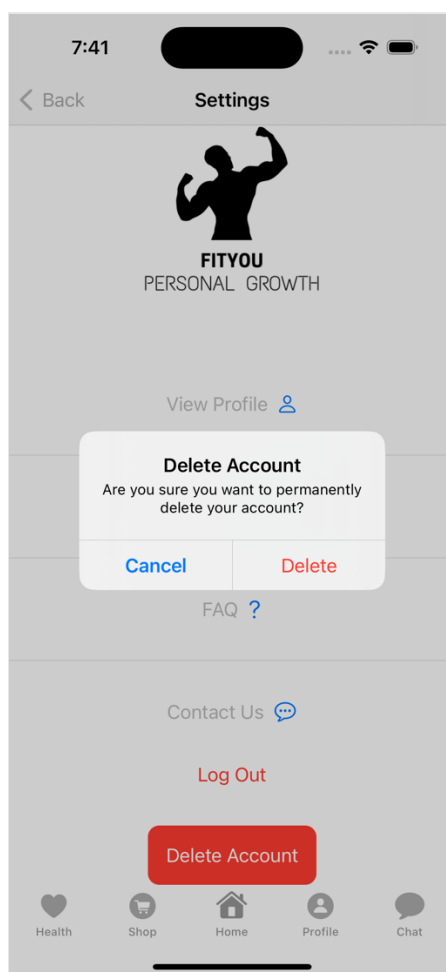 7:41
Back
Settings
FITYOU
PERSONAL GROWTH
View Profile
Delete Account
Are you sure you want to permanently
delete your account?
Cancel
Delete
FAQ ?
Contact Us
Log Out
Delete Account
Health
Shop
Home
Profile
Chat